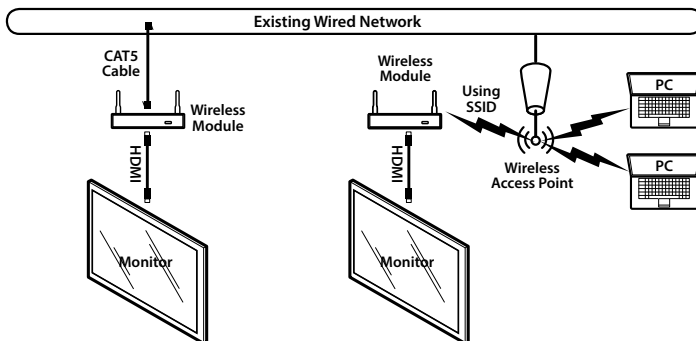 Existing Wired Network
CAT5
Cable
Wireless
Module
HDMI
Monitor
Wireless
Module
Using
SSID
HDMI
Monitor
Wireless
Access Point
PC
PC